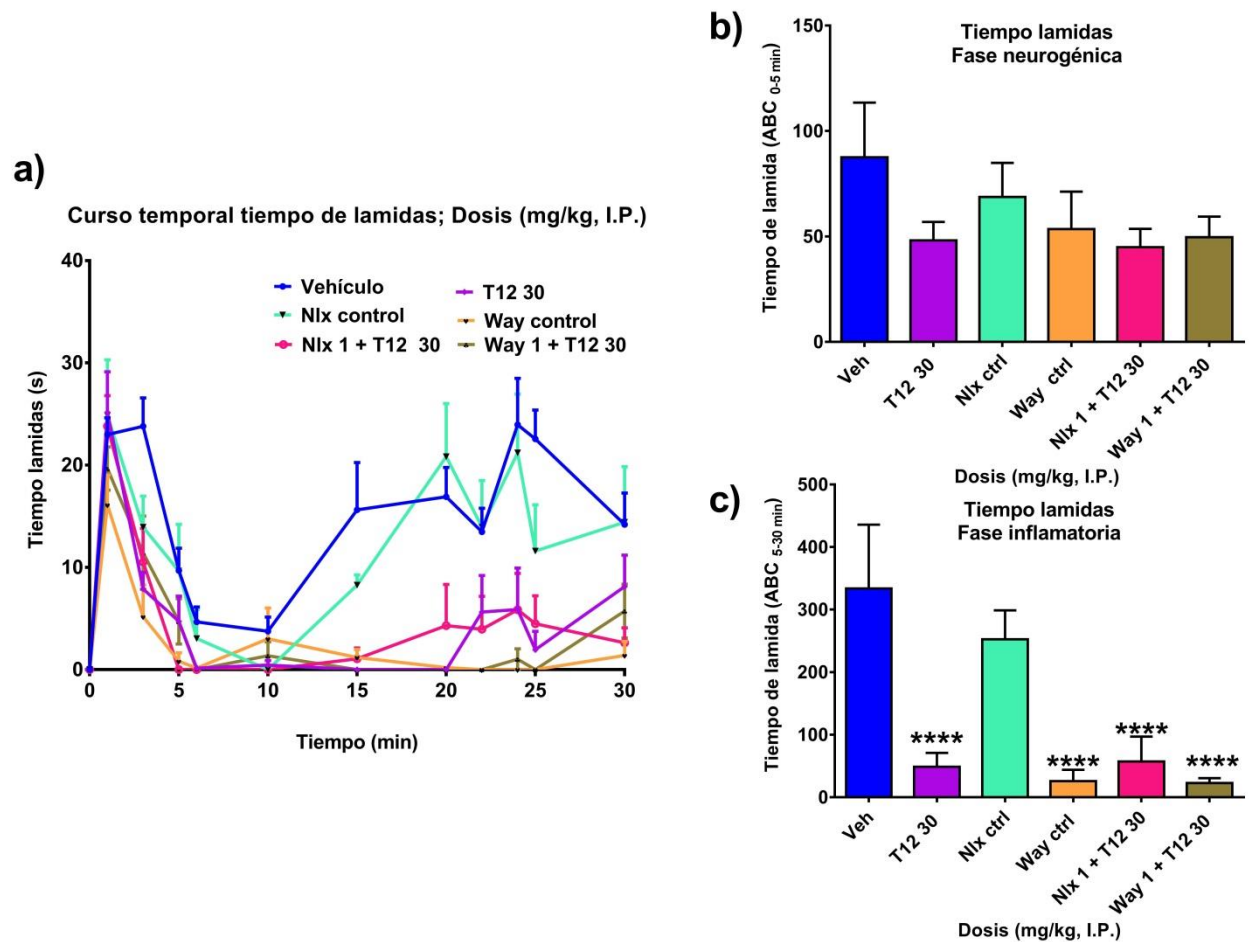 a)
Curso temporal tiempo de lamidas; Dosis (mg/kg, I.P.)
Tiempo lamidas (s)
40
30
20
10
0
Vehículo
Nlx control
Nlx 1 + T12 30
T12 30
Way control
Way 1 + T12 30
0 5 10 15 20 25 30
Tiempo (min)
b)
Tiempo lamidas
Fase neurogénica
Tiempo de lamida (ABC 0-5 min)
150
100
50
0
Veh
T12 30
Nlx ctrl
Way ctrl
Nlx 1 + T12 30
Way 1 + T12 30
Dosis (mg/kg, I.P.)
c)
Tiempo lamidas
Fase inflamatoria
Tiempo de lamida (ABC 5-30 min)
500
400
300
200
100
0
**** **** **** ****
Veh
T12 30
Nlx ctrl
Way ctrl
Nlx 1 + T12 30
Way 1 + T12 30
Dosis (mg/kg, I.P.)